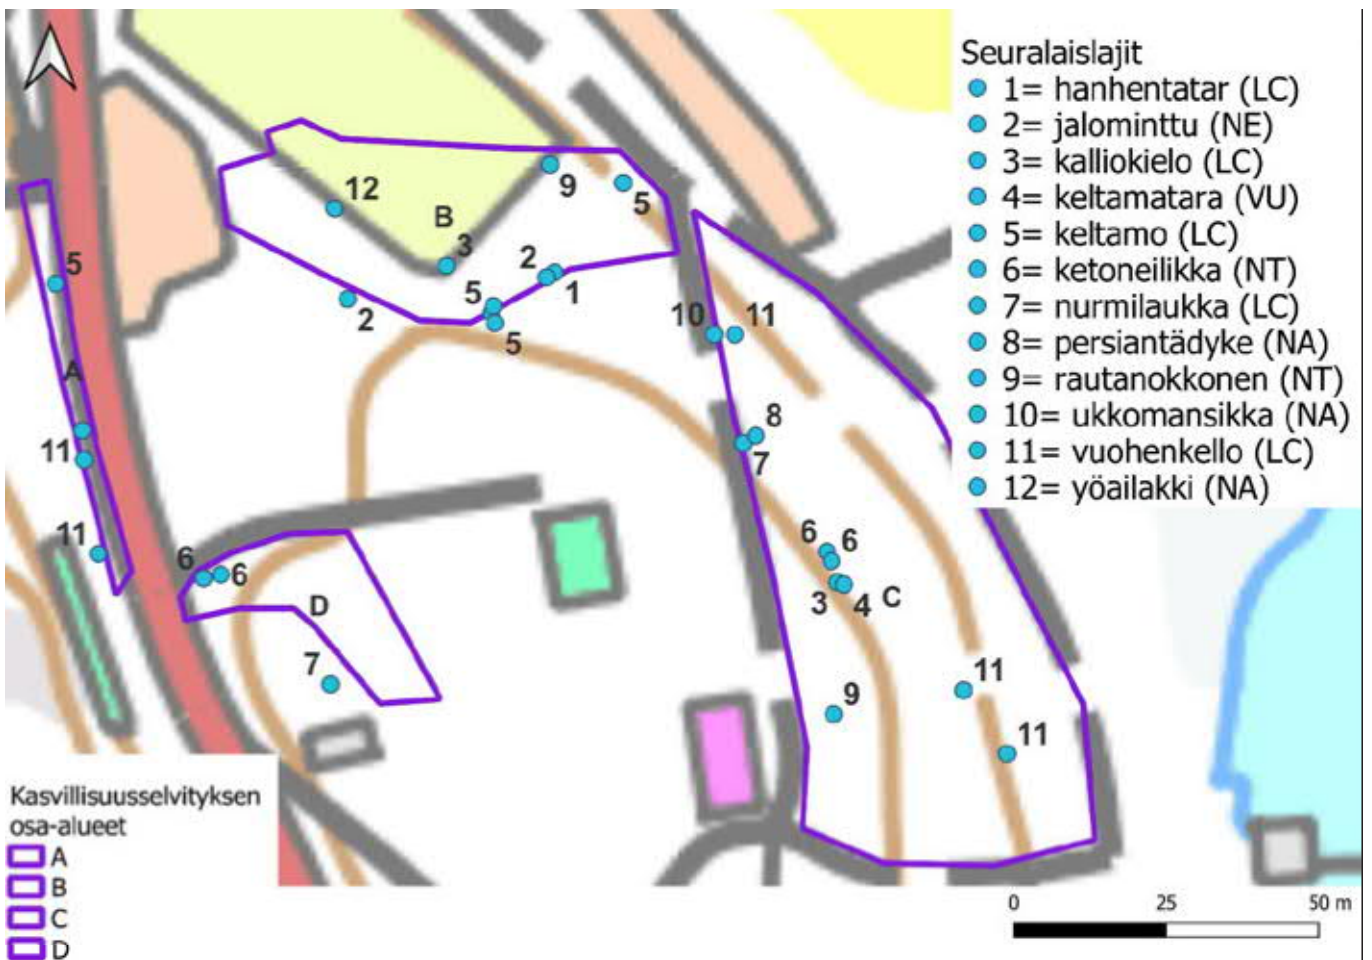 Seuralaislajit
1= hanhentatar (LC)
2= jalominttu (NE)
3= kalliokielo (LC)
4= keltamatara (VU)
5= keltamo (LC)
6= ketoneilikka (NT)
7= nurmilaukka (LC)
8= persiantädyke (NA)
9= rautanokkonen (NT)
10= ukkomansikka (NA)
11= vuohenkello (LC)
12= yöailakki (NA)
12
9
5
B
3
2
1
5
2
5
5
A
11
11
10
11
8
7
6
6
3
4
C
9
11
11
6
6
D
7
Kasvillisuusselvityksen
osa-alueet
A
B
C
D
0 25 50 m